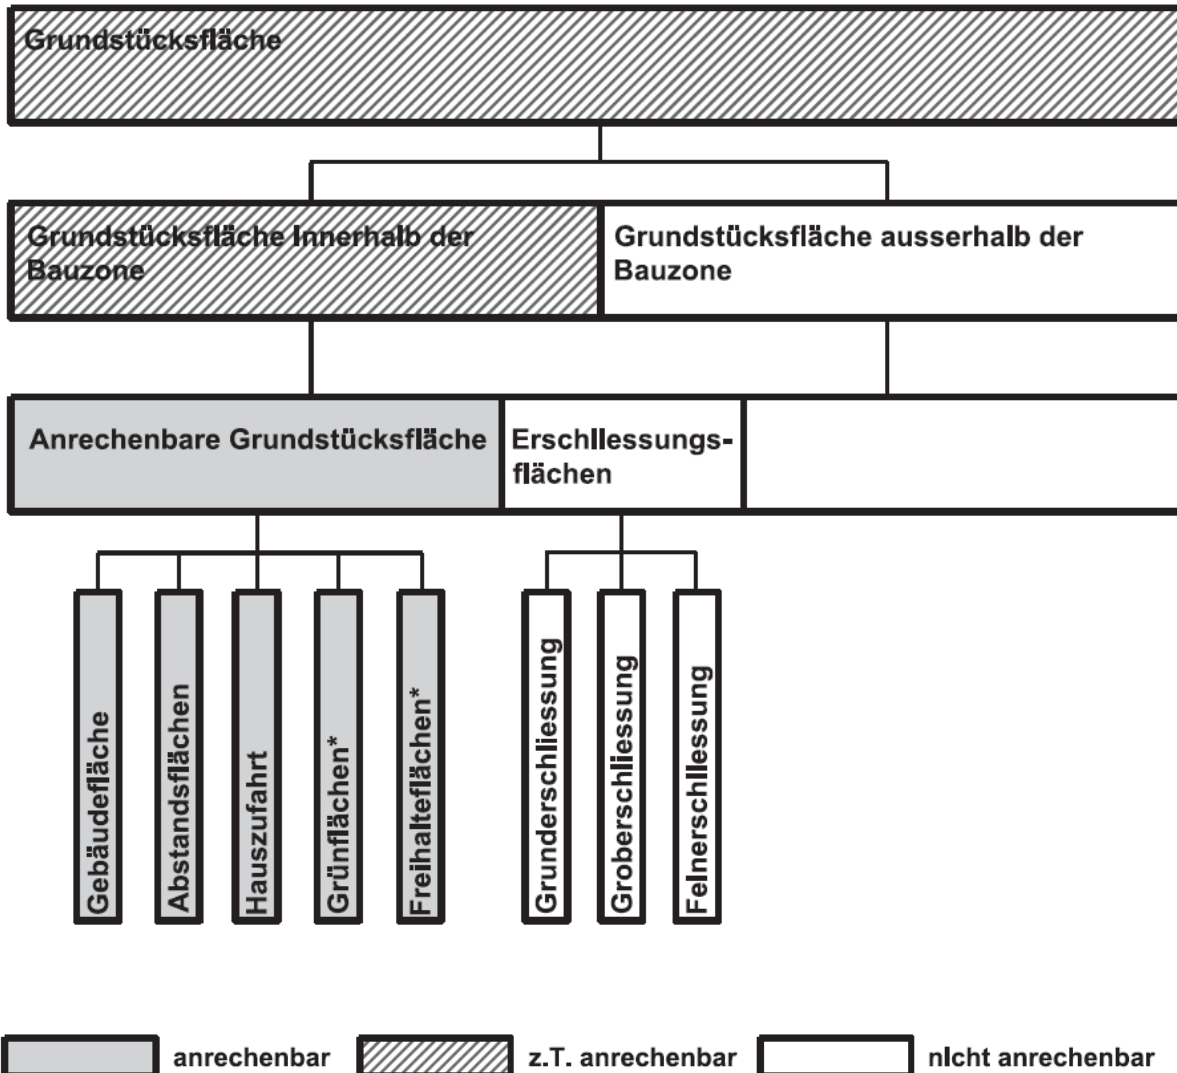 Grundstücksfläche
Grundstücksfläche innerhalb der
Bauzone
Grundstücksfläche ausserhalb der
Bauzone
Anrechenbare Grundstücksfläche
Erschliessungs-
flächen
Gebäudefläche
Abstandsflächen
Hauszufahrt
Grünflächen*
Freihalteflächen*
Grunderschliessung
Groberschliessung
Feinerschliessung
anrechenbar
z.T. anrechenbar
nicht anrechenbar